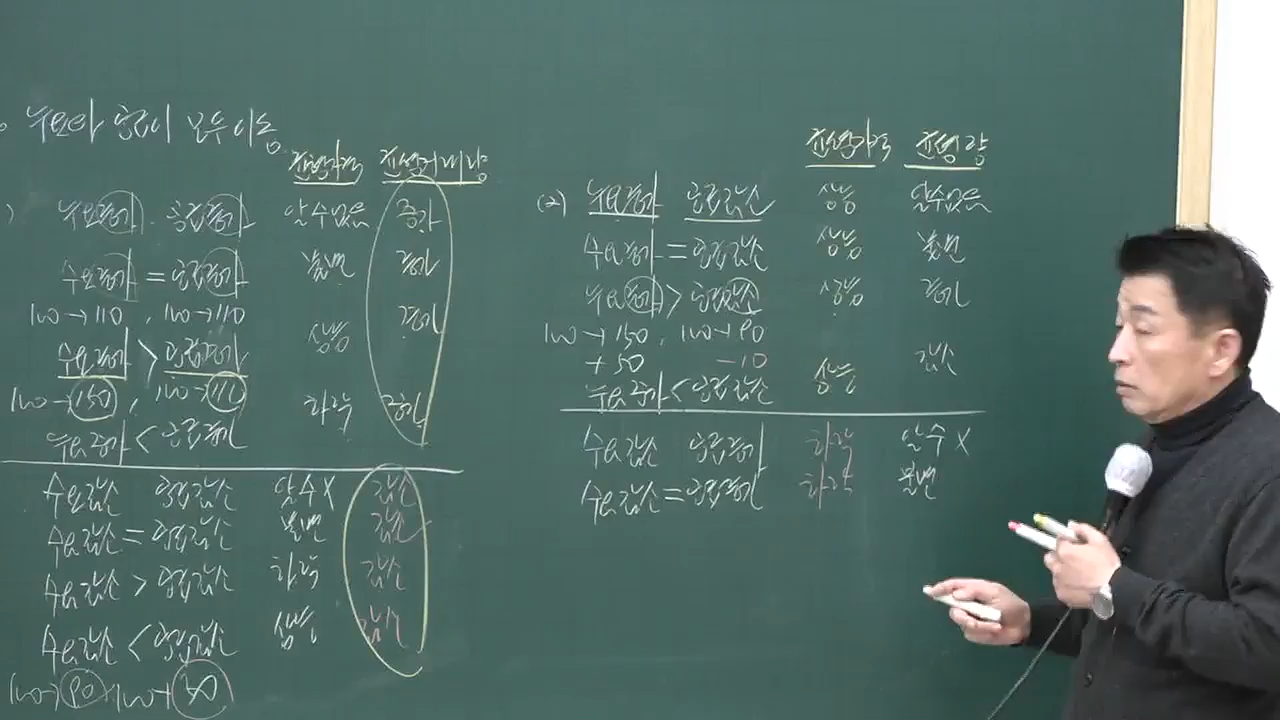 수요와 공급이 모두 이동
균형가격 균형거래량
수요증가 공급증가 알수없음 증가
수요증가 = 공급증가 불변 증가
100→110, 100→110
수요증가 > 공급증가 상승 증가
100→150, 100→110
수요증가 < 공급증가 하락 증가
수요감소 공급감소 알수X 감소
수요감소 = 공급감소 불변 감소
수요감소 > 공급감소 하락 감소
수요감소 < 공급감소 상승 감소
100→90 100→30
균형가격 균형량
(2) 수요증가 공급감소 상승 알수없음
수요증가 = 공급감소 상승 불변
수요증가 > 공급감소 상승 증가
100→150, 100→90
+50 -10
수요증가 < 공급감소 상승 감소
수요감소 공급증가 하락 알수X
수요감소 = 공급증가 하락 불변